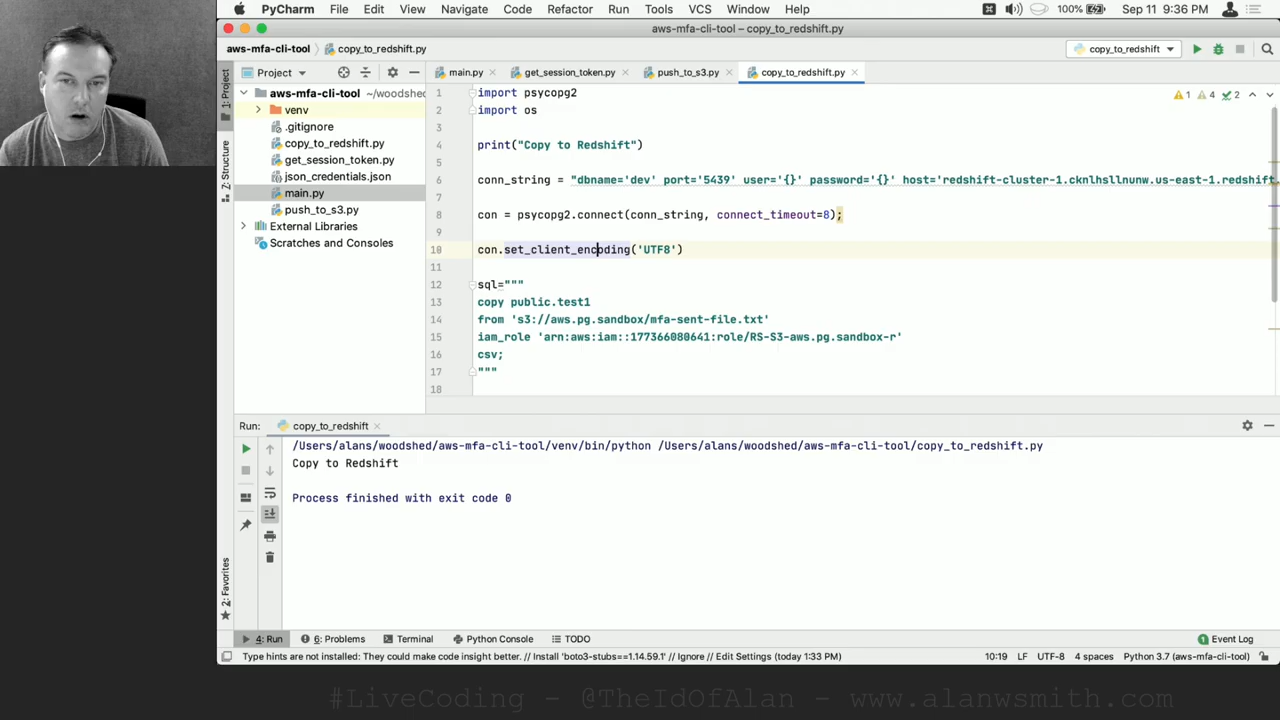 PyCharm File Edit View Navigate Code Refactor Run Tools VCS Window Help 100% Sep 11 9:36 PM
aws-mfa-cli-tool – copy_to_redshift.py
aws-mfa-cli-tool copy_to_redshift.py copy_to_redshift
Project main.py get_session_token.py push_to_s3.py copy_to_redshift.py
1: Project
Z: Structure
2: Favorites
aws-mfa-cli-tool ~/woodshed
venv
.gitignore
copy_to_redshift.py
get_session_token.py
json_credentials.json
main.py
push_to_s3.py
External Libraries
Scratches and Consoles
1 4 2
1 import psycopg2
2 import os
3
4 print("Copy to Redshift")
5
6 conn_string = "dbname='dev' port='5439' user='{}' password='{}' host='redshift-cluster-1.cknlhsllnunw.us-east-1.redshift.
7
8 con = psycopg2.connect(conn_string, connect_timeout=8);
9
10 con.set_client_encoding('UTF8')
11
12 sql="""
13 copy public.test1
14 from 's3://aws.pg.sandbox/mfa-sent-file.txt'
15 iam_role 'arn:aws:iam::177366080641:role/RS-S3-aws.pg.sandbox-r'
16 csv;
17 """
18
Run: copy_to_redshift
/Users/alans/woodshed/aws-mfa-cli-tool/venv/bin/python /Users/alans/woodshed/aws-mfa-cli-tool/copy_to_redshift.py
Copy to Redshift
Process finished with exit code 0
4: Run 6: Problems Terminal Python Console TODO 1 Event Log
Type hints are not installed: They could make code insight better. // Install 'boto3-stubs==1.14.59.1' // Ignore // Edit Settings (today 1:33 PM) 10:19 LF UTF-8 4 spaces Python 3.7 (aws-mfa-cli-tool)
#LiveCoding - @TheIdOfAlan - www.alanwsmith.com